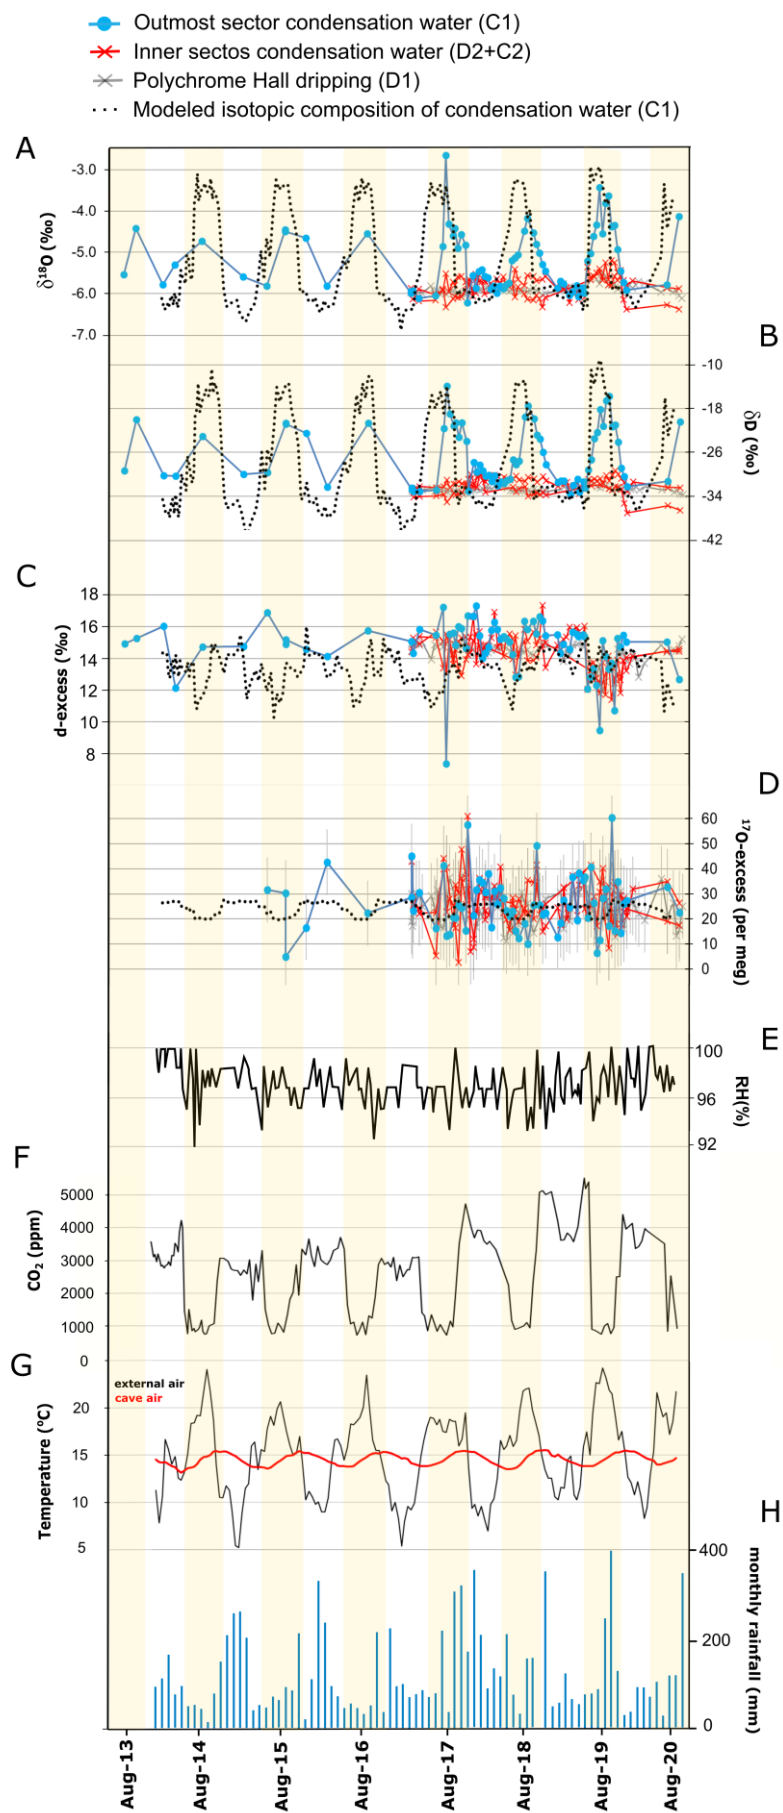 Outmost sector condensation water (C1)
Inner sectos condensation water (D2+C2)
Polychrome Hall dripping (D1)
Modeled isotopic composition of condensation water (C1)
A
-3.0
-4.0
-5.0
-6.0
-7.0
δ¹⁸O (‰)
B
-10
-18
-26
-34
-42
δD (‰)
C
18
16
14
12
10
8
d-excess (‰)
D
60
50
40
30
20
10
0
¹⁷O-excess (per meg)
E
100
96
92
RH(%)
F
5000
4000
3000
2000
1000
0
CO₂ (ppm)
G
external air
cave air
20
15
10
5
Temperature (°C)
H
400
200
0
monthly rainfall (mm)
Aug-13
Aug-14
Aug-15
Aug-16
Aug-17
Aug-18
Aug-19
Aug-20